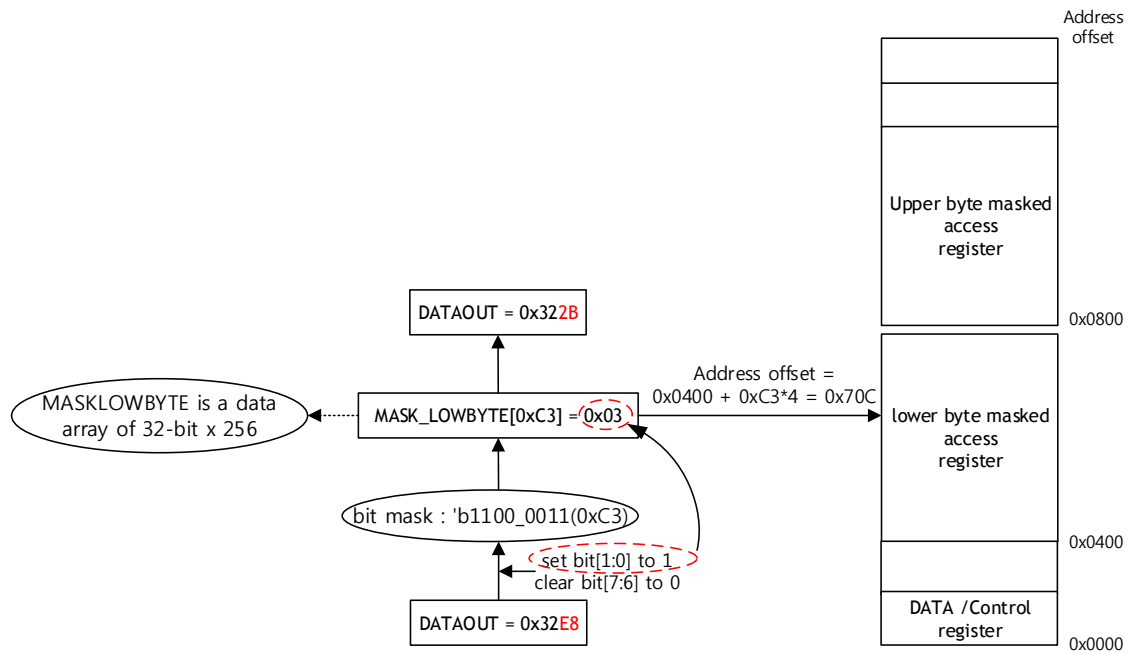 Address
offset
Upper byte masked
access
register
0x0800
DATAOUT = 0x322B
Address offset =
0x0400 + 0xC3*4 = 0x70C
MASKLOWBYTE is a data
array of 32-bit x 256
MASK_LOWBYTE[0xC3] = 0x03
lower byte masked
access
register
bit mask : 'b1100_0011(0xC3)
0x0400
set bit[1:0] to 1
clear bit[7:6] to 0
DATAOUT = 0x32E8
DATA /Control
register
0x0000